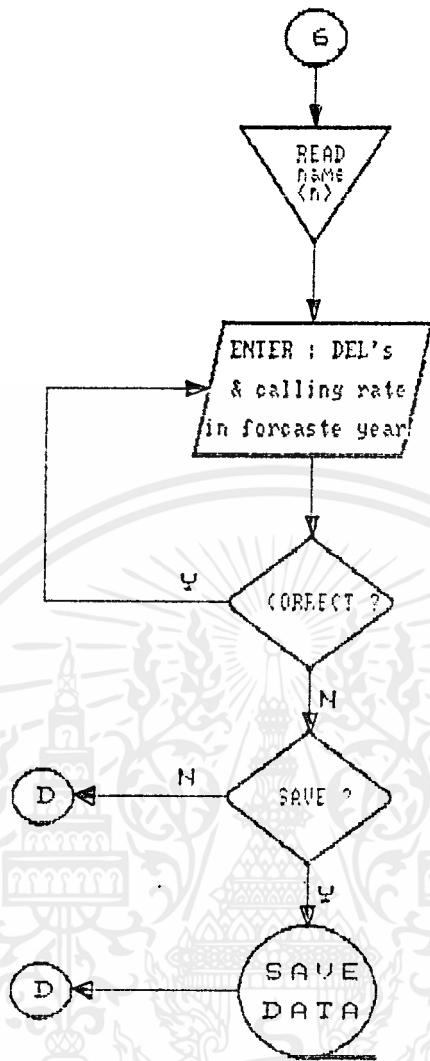 6
READ
name
<n>
ENTER : DEL's
& calling rate
in forcaste year
Y
CORRECT ?
N
N
SAVE ?
D
Y
SAVE
DATA
D